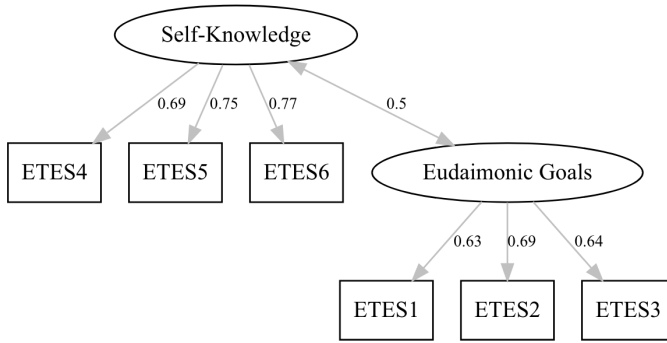 Self-Knowledge
0.69
0.75
0.77
0.5
ETES4
ETES5
ETES6
Eudaimonic Goals
0.63
0.69
0.64
ETES1
ETES2
ETES3